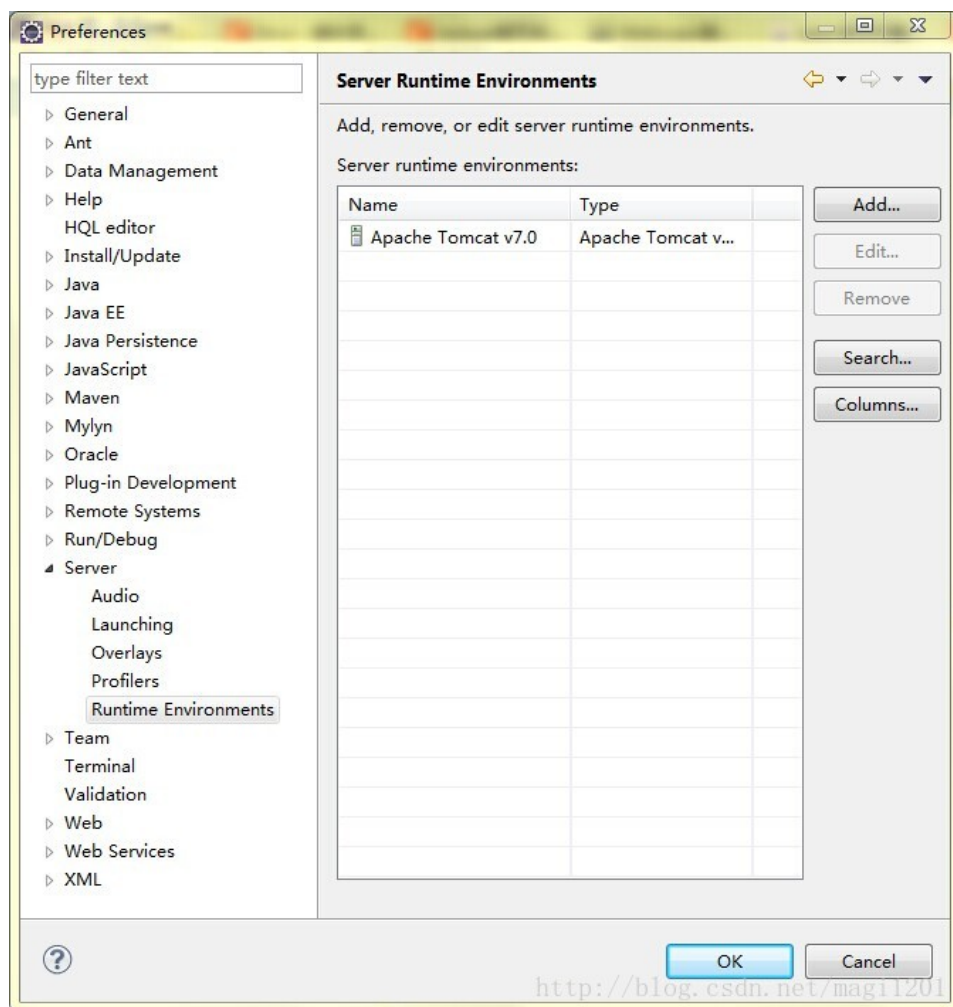 Preferences
type filter text
General
Ant
Data Management
Help
HQL editor
Install/Update
Java
Java EE
Java Persistence
JavaScript
Maven
Mylyn
Oracle
Plug-in Development
Remote Systems
Run/Debug
Server
Audio
Launching
Overlays
Profilers
Runtime Environments
Team
Terminal
Validation
Web
Web Services
XML
Server Runtime Environments
Add, remove, or edit server runtime environments.
Server runtime environments:
Name Type
Apache Tomcat v7.0 Apache Tomcat v...
Add...
Edit...
Remove
Search...
Columns...
OK Cancel
http://blog.csdn.net/magi1201